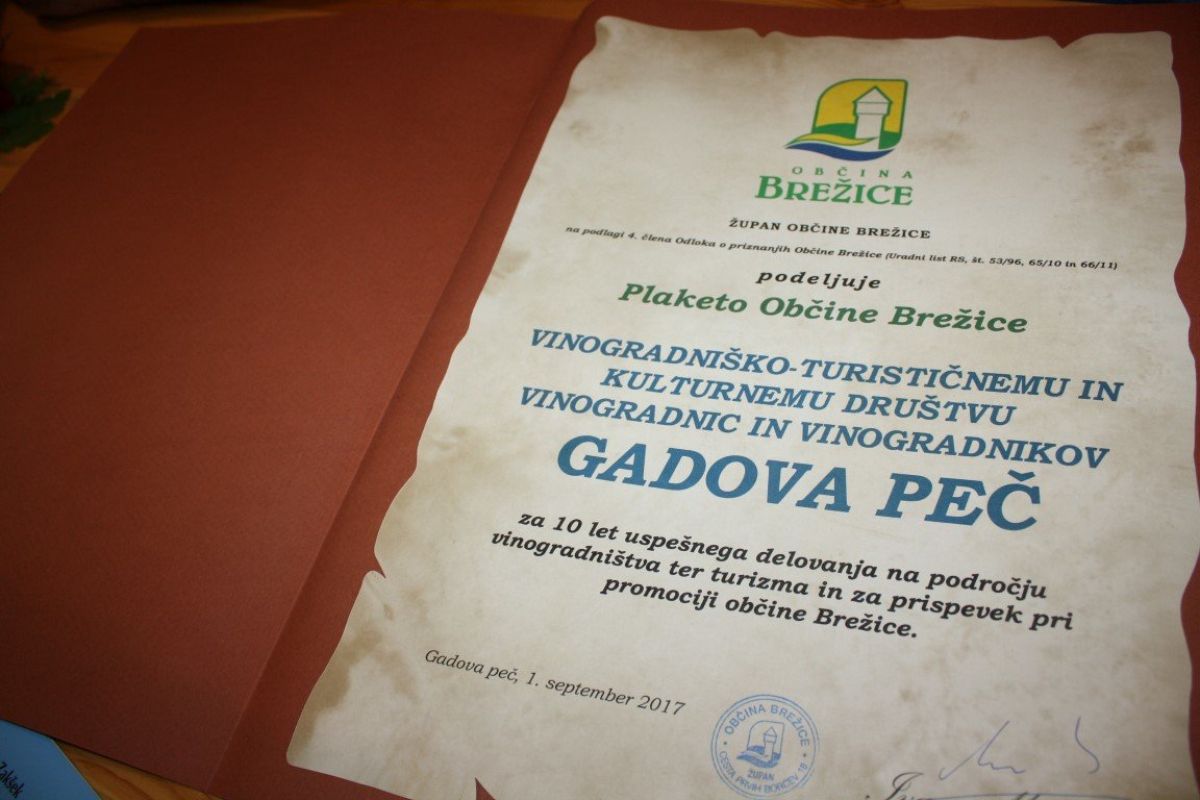 OBČINA
BREŽICE
ŽUPAN OBČINE BREŽICE
na podlagi 4. člena Odloka o priznanjih Občine Brežice (Uradni list RS, št. 53/96, 65/10 in 66/11)
podeljuje
Plaketo Občine Brežice
VINOGRADNIŠKO-TURISTIČNEMU IN
KULTURNEMU DRUŠTVU
VINOGRADNIC IN VINOGRADNIKOV
GADOVA PEČ
za 10 let uspešnega delovanja na področju
vinogradništva ter turizma in za prispevek pri
promociji občine Brežice.
Gadova peč, 1. september 2017
OBČINA BREŽICE
ŽUPAN
CESTA PRVIH BORCEV 18